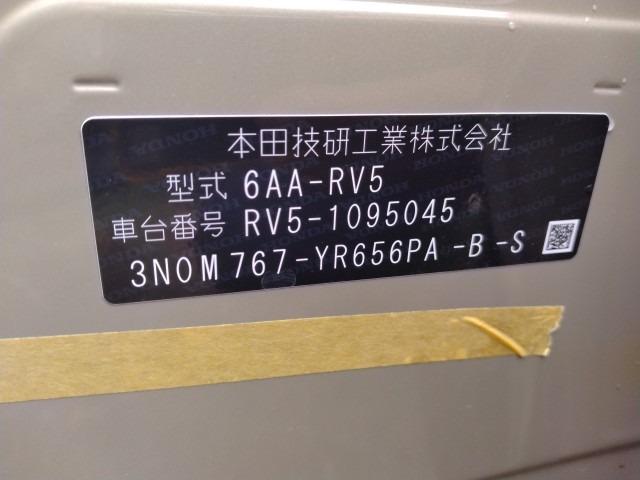 本田技研工業株式会社
型式 6AA-RV5
車台番号 RV5-1095045
3N0M767-YR656PA -B -S